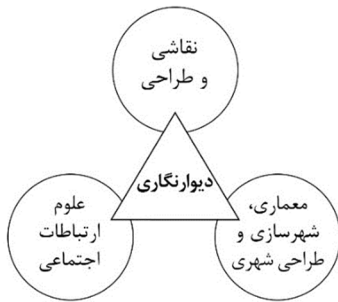 نقاشی
و طراحی
دیوارنگاری
معماری،
شهرسازی و
طراحی شهری
علوم
ارتباطات
اجتماعی